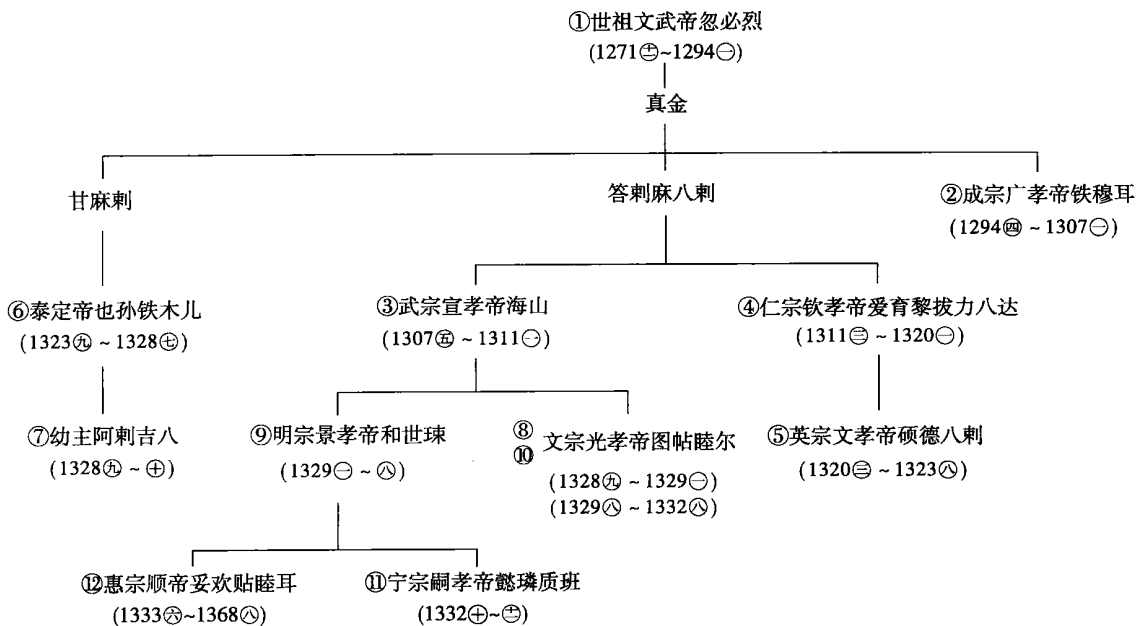 ①世祖文武帝忽必烈
(1271(十二)~1294㊀)
真金
甘麻剌 答剌麻八剌 ②成宗广孝帝铁穆耳
(1294㊃~1307㊀)
⑥泰定帝也孙铁木儿 ③武宗宣孝帝海山 ④仁宗钦孝帝爱育黎拔力八达
(1323㊈~1328㊆) (1307㊄~1311㊀) (1311㊂~1320㊀)
⑦幼主阿剌吉八 ⑨明宗景孝帝和世㻋 ⑧⑩文宗光孝帝图帖睦尔 ⑤英宗文孝帝硕德八剌
(1328㊈~㊉) (1329㊀~㊇) (1328㊈~1329㊀) (1320㊂~1323㊇)
(1329㊇~1332㊇)
⑫惠宗顺帝妥欢贴睦耳 ⑪宁宗嗣孝帝懿璘质班
(1333㊅~1368㊇) (1332㊉~(十二))